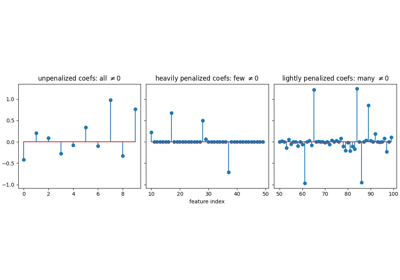 unpenalized coefs: all ≠0
heavily penalized coefs: few ≠0
lightly penalized coefs: many ≠0
1.0
0.5
0.0
−0.5
−1.0
0 2 4 6 8
10 20 30 40 50
50 60 70 80 90 100
feature index